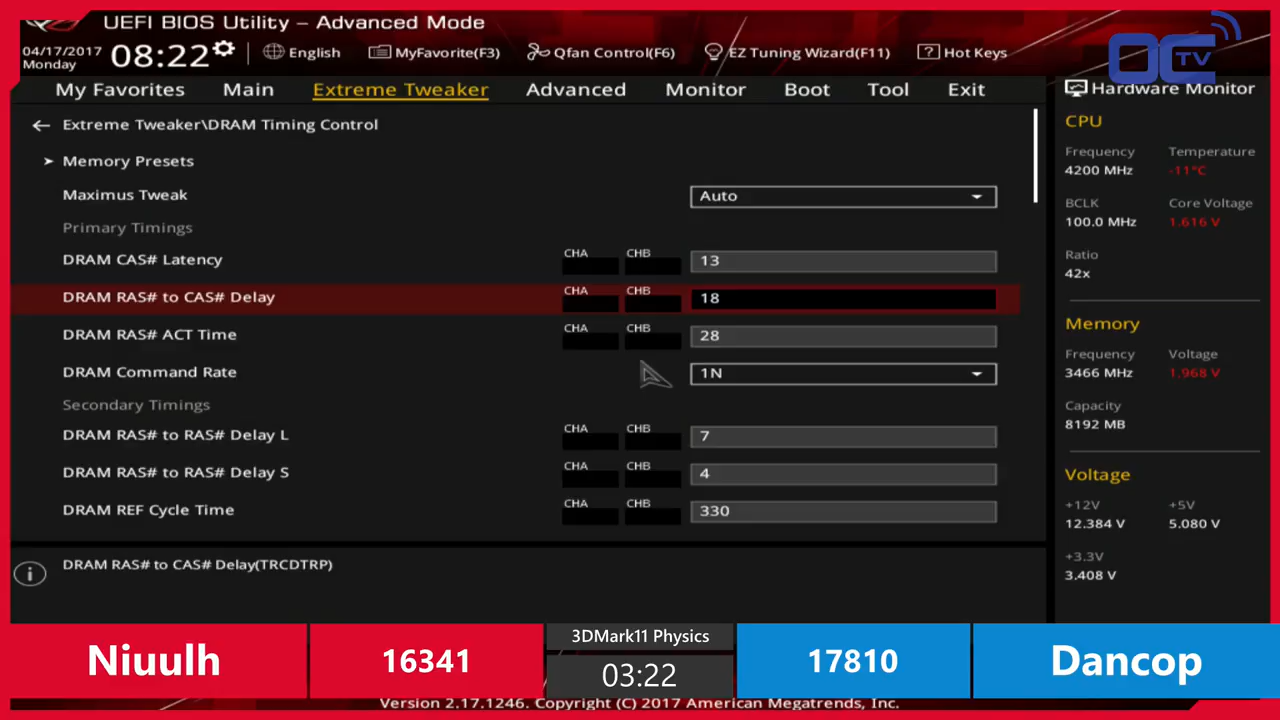 UEFI BIOS Utility – Advanced Mode
04/17/2017
Monday
08:22
English
MyFavorite(F3)
Qfan Control(F6)
EZ Tuning Wizard(F11)
? Hot Keys
OC TV
My Favorites
Main
Extreme Tweaker
Advanced
Monitor
Boot
Tool
Exit
Hardware Monitor
Extreme Tweaker\DRAM Timing Control
Memory Presets
Maximus Tweak
Auto
Primary Timings
DRAM CAS# Latency
CHA
CHB
13
DRAM RAS# to CAS# Delay
CHA
CHB
18
DRAM RAS# ACT Time
CHA
CHB
28
DRAM Command Rate
1N
Secondary Timings
DRAM RAS# to RAS# Delay L
CHA
CHB
7
DRAM RAS# to RAS# Delay S
CHA
CHB
4
DRAM REF Cycle Time
CHA
CHB
330
DRAM RAS# to CAS# Delay(TRCDTRP)
CPU
Frequency
Temperature
4200 MHz
-11°C
BCLK
Core Voltage
100.0 MHz
1.616 V
Ratio
42x
Memory
Frequency
Voltage
3466 MHz
1.968 V
Capacity
8192 MB
Voltage
+12V
+5V
12.384 V
5.080 V
+3.3V
3.408 V
Niuulh
16341
3DMark11 Physics
03:22
17810
Dancop
Version 2.17.1246. Copyright (C) 2017 American Megatrends, Inc.